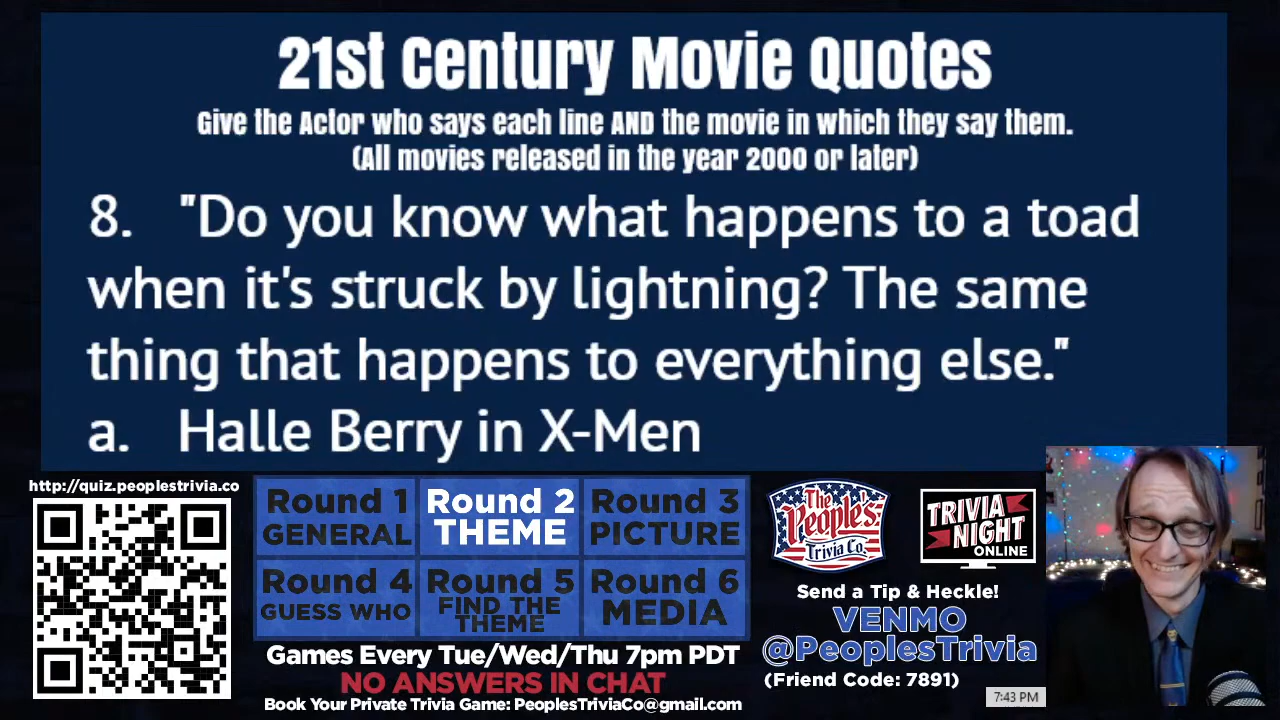 21st Century Movie Quotes
Give the Actor who says each line AND the movie in which they say them.
(All movies released in the year 2000 or later)
8. "Do you know what happens to a toad
when it's struck by lightning? The same
thing that happens to everything else."
a. Halle Berry in X-Men
http://quiz.peoplestrivia.co
Round 1
GENERAL
Round 2
THEME
Round 3
PICTURE
Round 4
GUESS WHO
Round 5
FIND THE
THEME
Round 6
MEDIA
Games Every Tue/Wed/Thu 7pm PDT
NO ANSWERS IN CHAT
Book Your Private Trivia Game: PeoplesTriviaCo@gmail.com
The
People's
Trivia Co.
TRIVIA
NIGHT
ONLINE
Send a Tip & Heckle!
VENMO
@PeoplesTrivia
(Friend Code: 7891)
7:43 PM